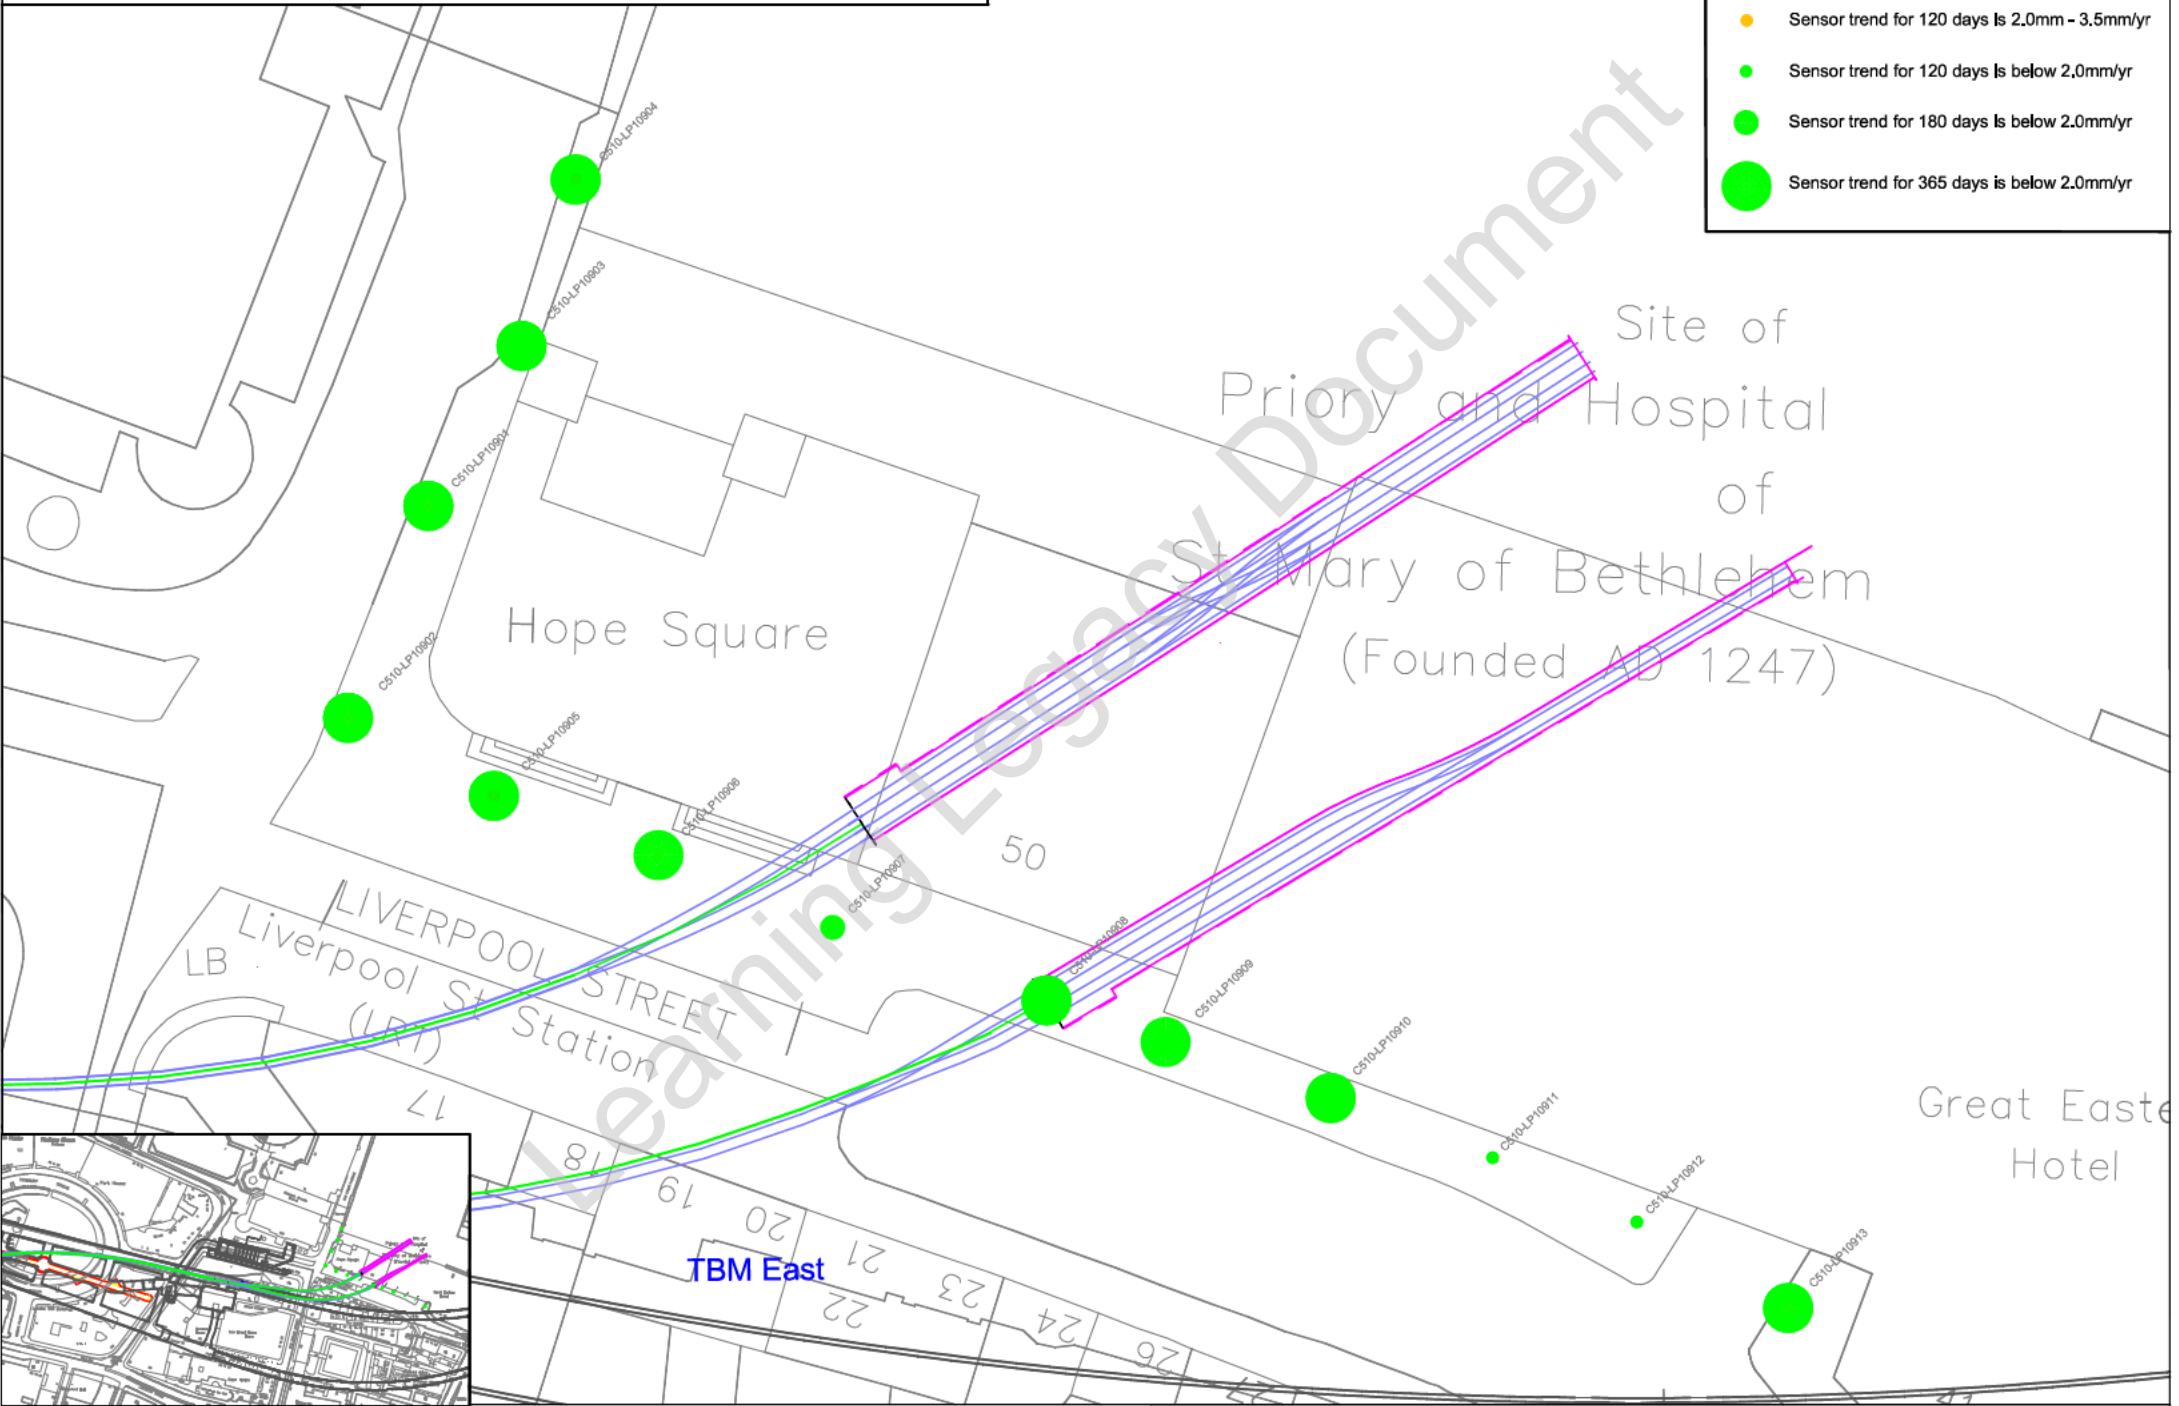 Sensor trend for 120 days is 2.0mm - 3.5mm/yr
Sensor trend for 120 days is below 2.0mm/yr
Sensor trend for 180 days is below 2.0mm/yr
Sensor trend for 365 days is below 2.0mm/yr
C510-LP10904
C510-LP10903
C510-LP10901
C510-LP10902
C510-LP10905
C510-LP10906
C510-LP10907
C510-LP10908
C510-LP10909
C510-LP10910
C510-LP10911
C510-LP10912
C510-LP10913
Site of
Priory and Hospital
of
St Mary of Bethlehem
(Founded AD 1247)
Hope Square
50
LIVERPOOL STREET
Liverpool St
Station
(LRT)
LB
17
18
19
20
21
22
23
24
26
41
TBM East
Great Easte
Hotel
Learning Legacy Document